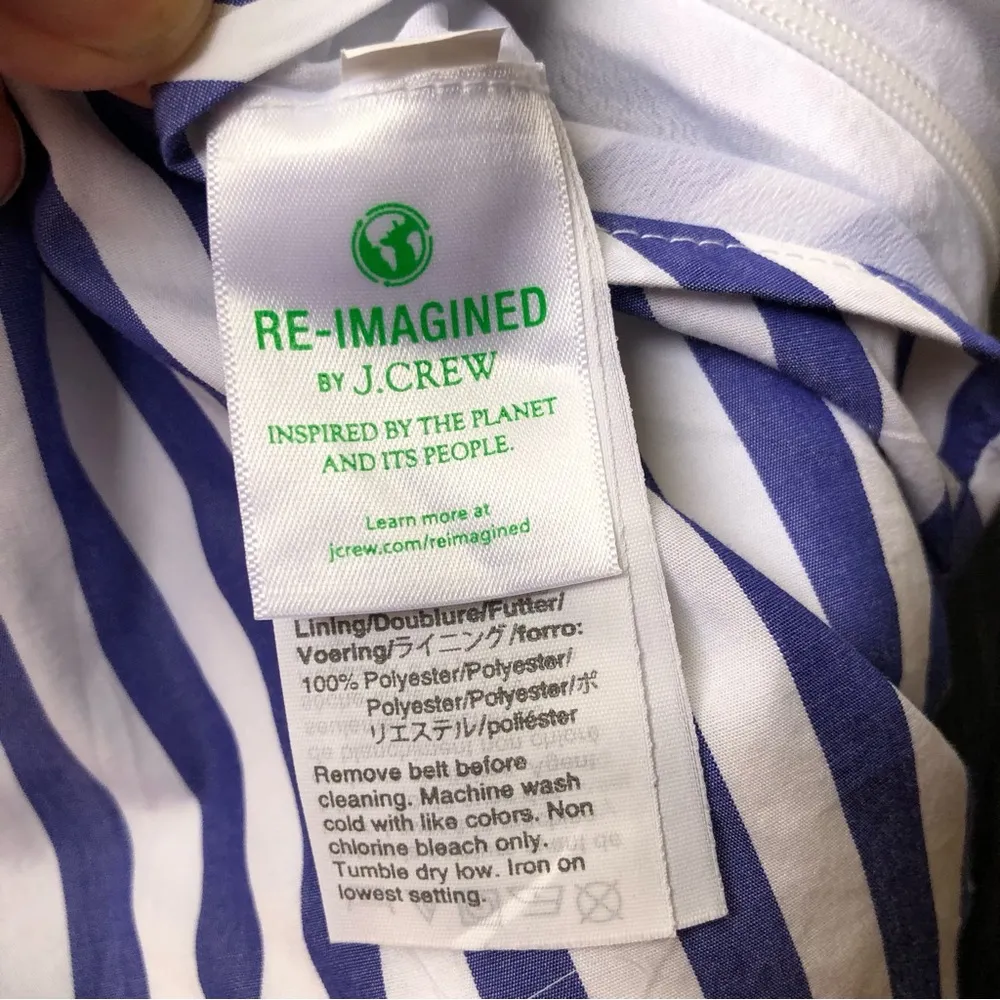 RE-IMAGINED
BY J.CREW
INSPIRED BY THE PLANET
AND ITS PEOPLE.
Learn more at
jcrew.com/reimagined
Lining/Doublure/Futter/
Voering/ライニング/forro:
100% Polyester/Polyester/
Polyester/Polyester/ポ
リエステル/poliéster
Remove belt before
cleaning. Machine wash
cold with like colors. Non
chlorine bleach only.
Tumble dry low. Iron on
lowest setting.